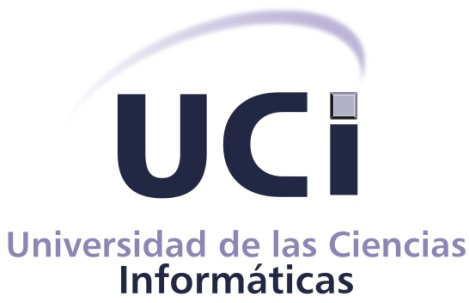 UCi
Universidad de las Ciencias
Informáticas